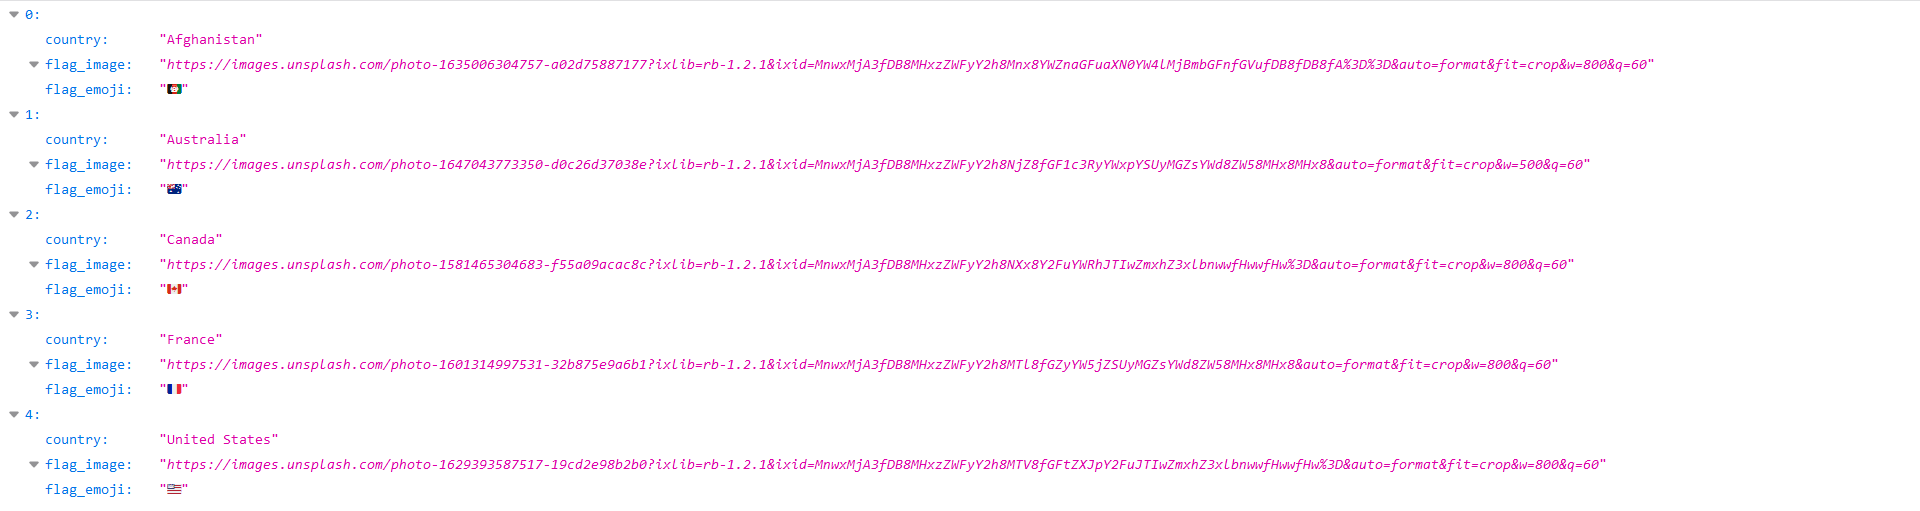 0:
country: "Afghanistan"
flag_image: "https://images.unsplash.com/photo-1635006304757-a02d75887177?ixlib=rb-1.2.1&ixid=MnwxMjA3fDB8MHxzZWFyY2h8Mnx8YWZnaGFuaXN0YW4lMjBmbGFnfGVufDB8fDB8fA%3D%3D&auto=format&fit=crop&w=800&q=60"
flag_emoji: "🇦🇫"
1:
country: "Australia"
flag_image: "https://images.unsplash.com/photo-1647043773350-d0c26d37038e?ixlib=rb-1.2.1&ixid=MnwxMjA3fDB8MHxzZWFyY2h8NjZ8fGF1c3RyYWxpYSUyMGZsYWd8ZW58MHx8MHx8&auto=format&fit=crop&w=500&q=60"
flag_emoji: "🇦🇺"
2:
country: "Canada"
flag_image: "https://images.unsplash.com/photo-1581465304683-f55a09acac8c?ixlib=rb-1.2.1&ixid=MnwxMjA3fDB8MHxzZWFyY2h8NXx8Y2FuYWRhJTIwZmxhZ3xlbnwwfHwwfHw%3D&auto=format&fit=crop&w=800&q=60"
flag_emoji: "🇨🇦"
3:
country: "France"
flag_image: "https://images.unsplash.com/photo-1601314997531-32b875e9a6b1?ixlib=rb-1.2.1&ixid=MnwxMjA3fDB8MHxzZWFyY2h8MTl8fGZyYW5jZSUyMGZsYWd8ZW58MHx8MHx8&auto=format&fit=crop&w=800&q=60"
flag_emoji: "🇫🇷"
4:
country: "United States"
flag_image: "https://images.unsplash.com/photo-1629393587517-19cd2e98b2b0?ixlib=rb-1.2.1&ixid=MnwxMjA3fDB8MHxzZWFyY2h8MTV8fGFtZXJpY2FuJTIwZmxhZ3xlbnwwfHwwfHw%3D&auto=format&fit=crop&w=800&q=60"
flag_emoji: "🇺🇸"